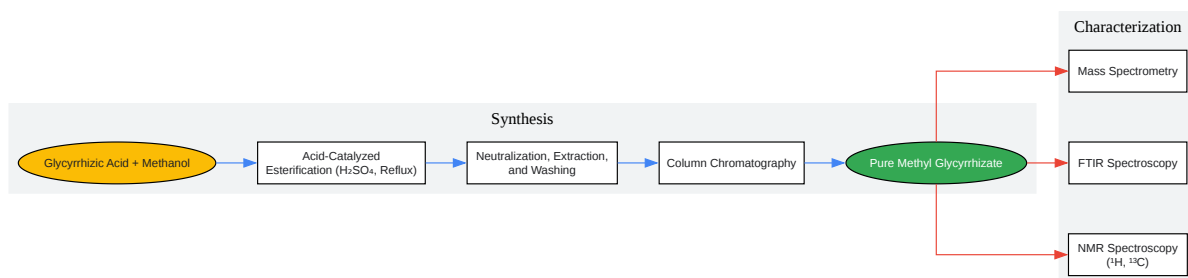 Characterization
Mass Spectrometry
Synthesis
Glycyrrhizic Acid + Methanol
Acid-Catalyzed
Esterification (H₂SO₄, Reflux)
Neutralization, Extraction,
and Washing
Column Chromatography
Pure Methyl Glycyrrhizate
FTIR Spectroscopy
NMR Spectroscopy
(¹H, ¹³C)